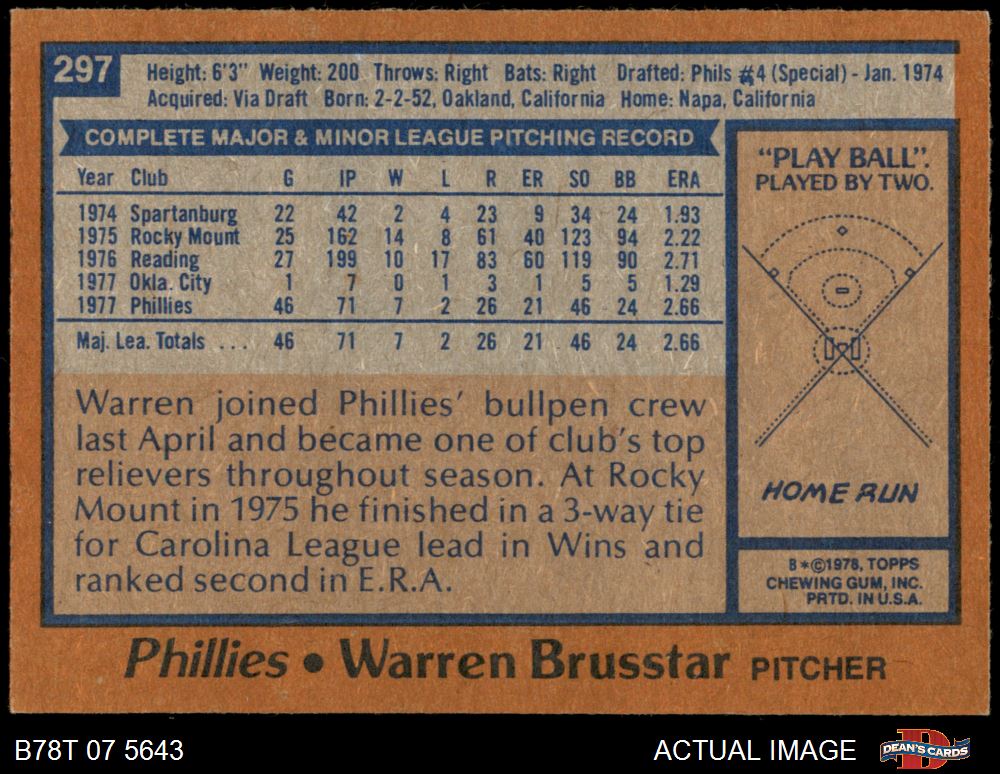 297
Height: 6'3" Weight: 200 Throws: Right Bats: Right Drafted: Phils #4 (Special) - Jan. 1974
Acquired: Via Draft Born: 2-2-52, Oakland, California Home: Napa, California
COMPLETE MAJOR & MINOR LEAGUE PITCHING RECORD
Year Club G IP W L R ER SO BB ERA
1974 Spartanburg 22 42 2 4 23 9 34 24 1.93
1975 Rocky Mount 25 162 14 8 61 40 123 94 2.22
1976 Reading 27 199 10 17 83 60 119 90 2.71
1977 Okla. City 1 7 0 1 3 1 5 5 1.29
1977 Phillies 46 71 7 2 26 21 46 24 2.66
Maj. Lea. Totals ... 46 71 7 2 26 21 46 24 2.66
Warren joined Phillies' bullpen crew
last April and became one of club's top
relievers throughout season. At Rocky
Mount in 1975 he finished in a 3-way tie
for Carolina League lead in Wins and
ranked second in E.R.A.
"PLAY BALL".
PLAYED BY TWO.
HOME RUN
B*©1978, TOPPS
CHEWING GUM, INC.
PRTD. IN U.S.A.
Phillies • Warren Brusstar PITCHER
B78T 07 5643
ACTUAL IMAGE
DEAN'S CARDS